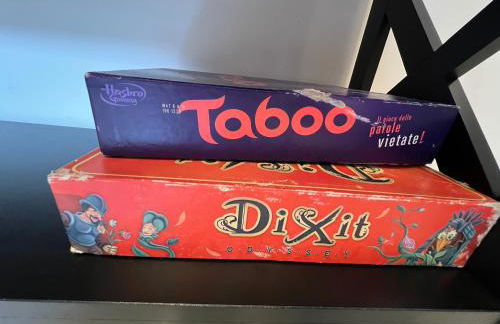 Hasbro
Gaming
Taboo
Il gioco delle
parole
vietate!
DiXit
odyssey